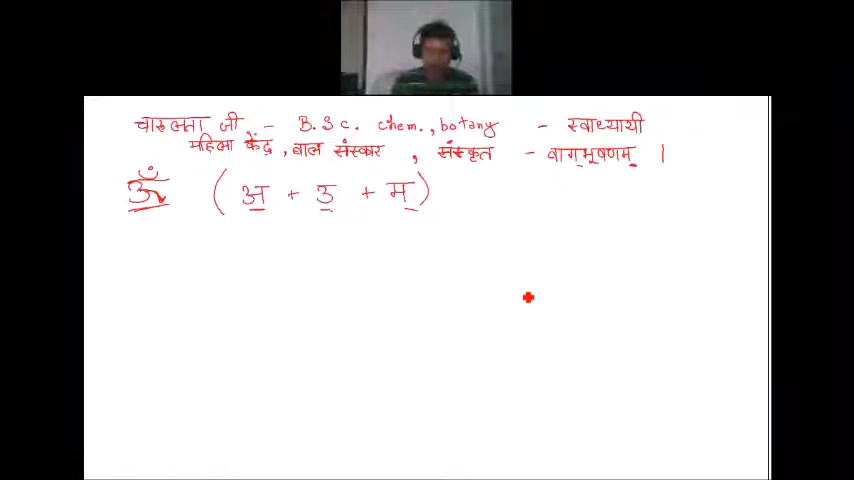 चारुलता जी - B.Sc. chem., botany - स्वाध्यायी
महिला केंद्र, बाल संस्कार, संस्कृत - वाग्भूषणम् |
ॐ (अ + उ + म्)